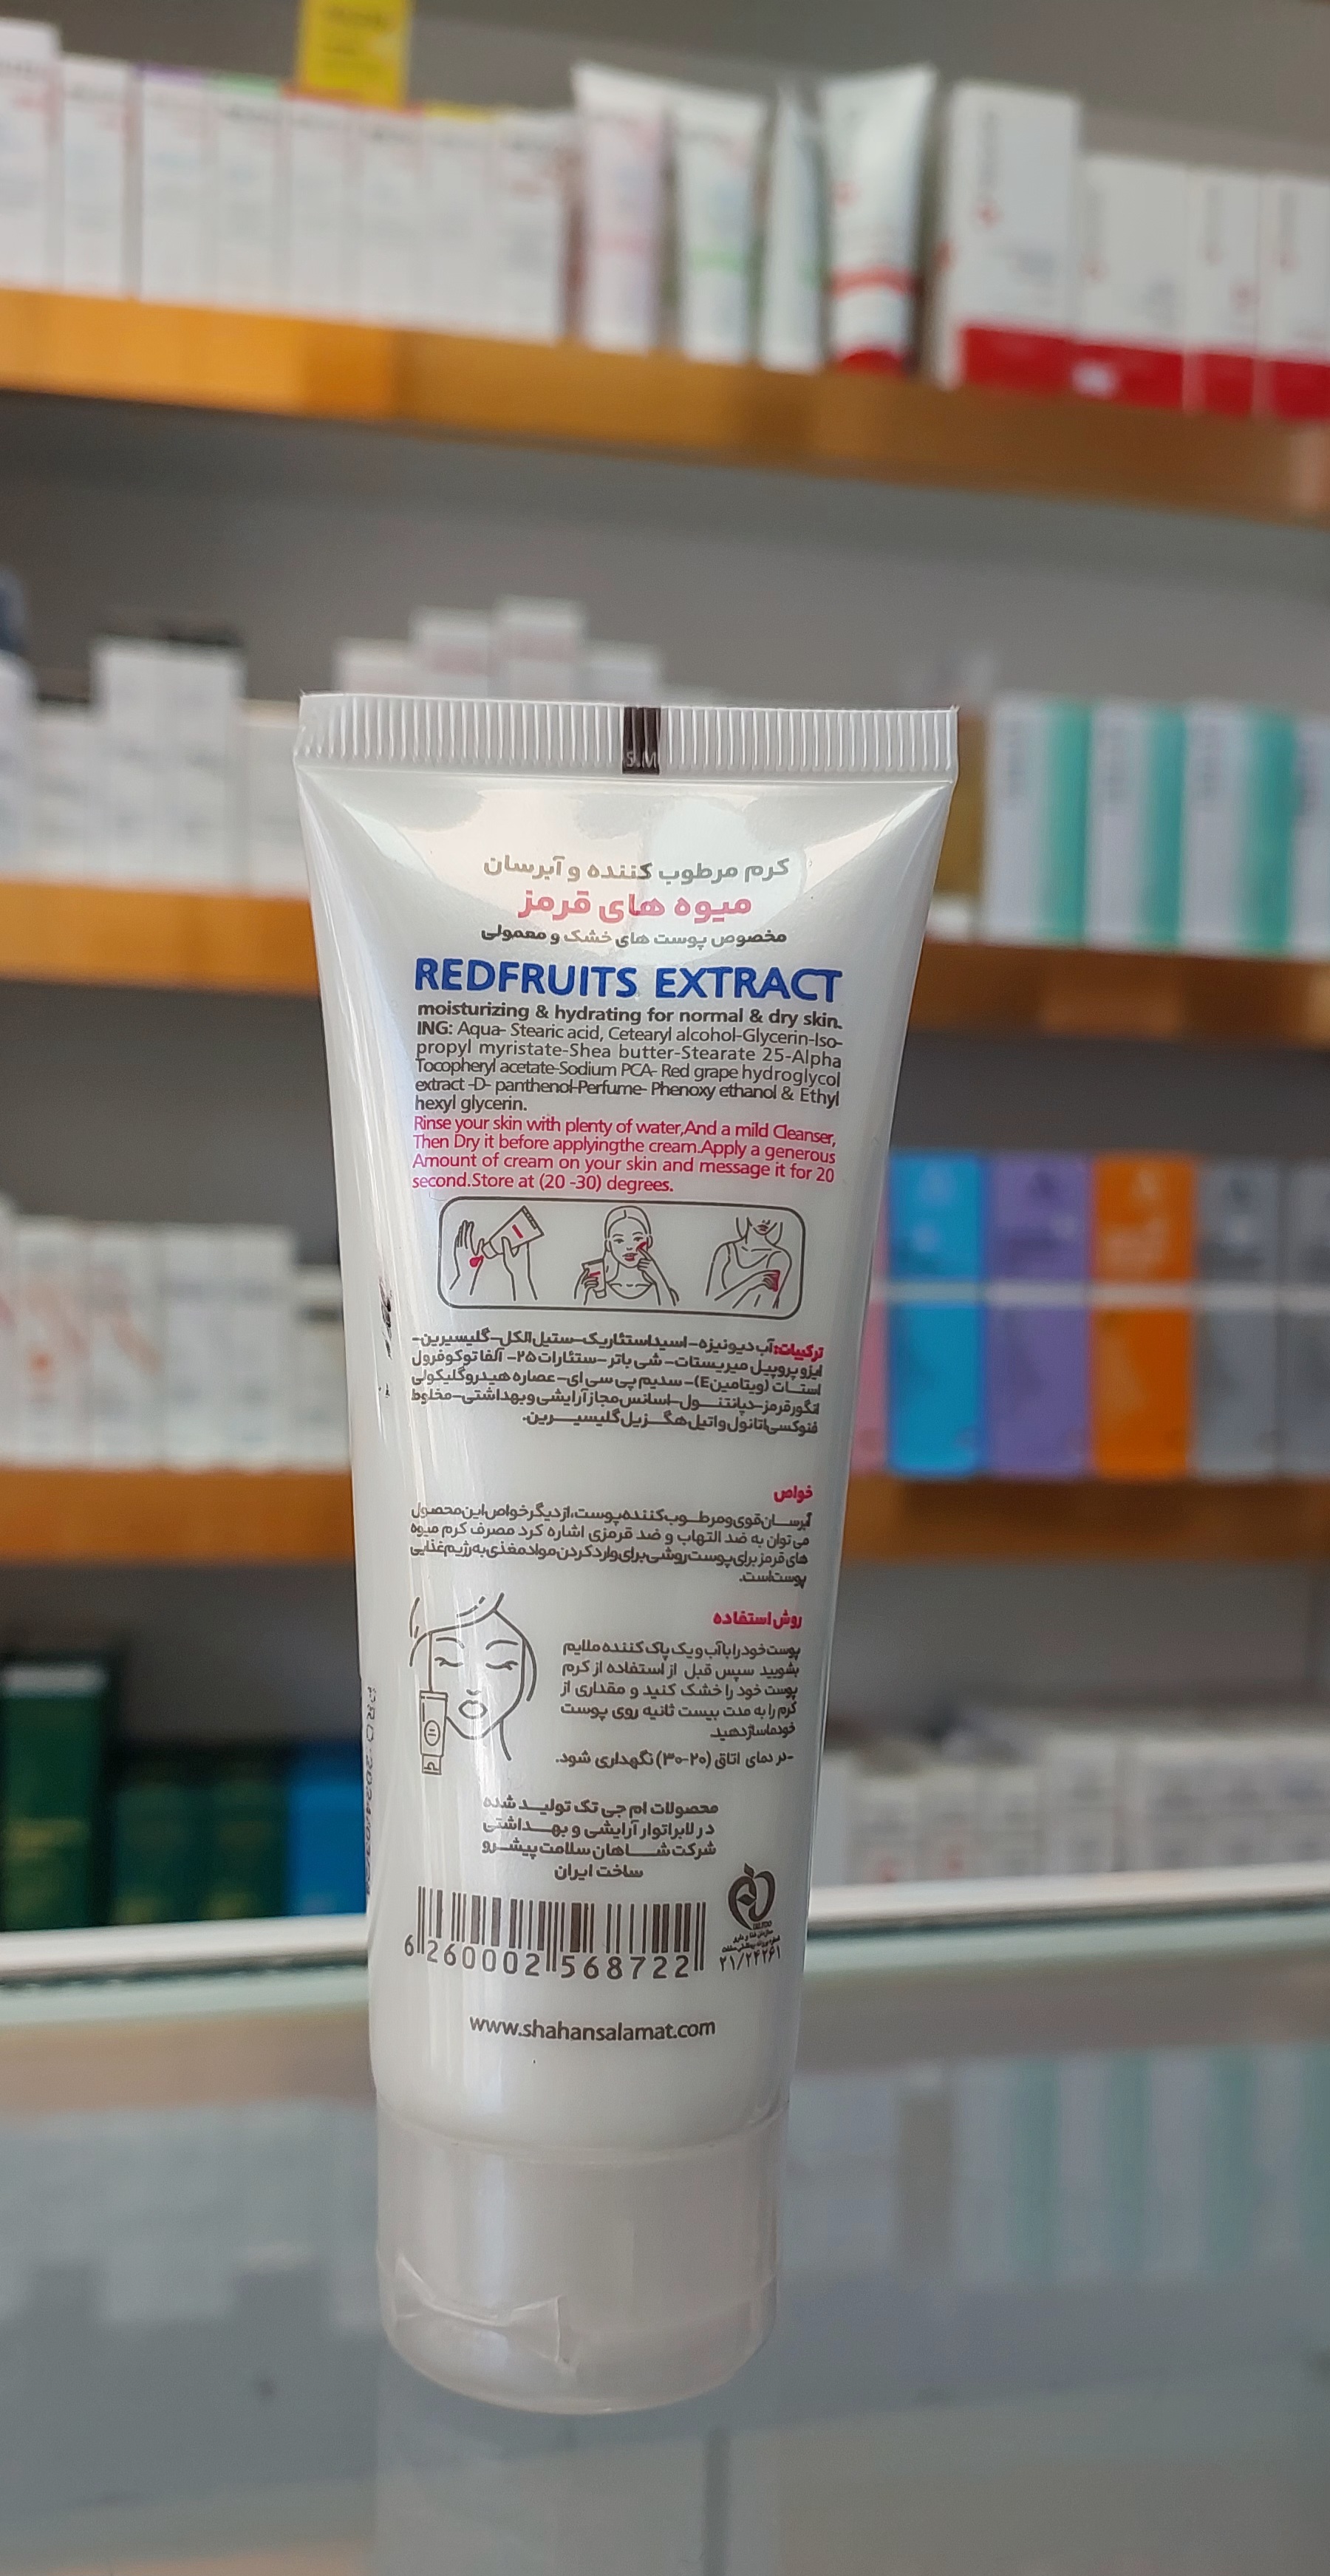 S.M
کرم مرطوب کننده و آبرسان
میوه های قرمز
مخصوص پوست های خشک و معمولی
REDFRUITS EXTRACT
moisturizing & hydrating for normal & dry skin.
ING: Aqua- Stearic acid, Cetearyl alcohol-Glycerin-Iso-
propyl myristate-Shea butter-Stearate 25-Alpha
Tocopheryl acetate-Sodium PCA- Red grape hydroglycol
extract -D- panthenol-Perfume- Phenoxy ethanol & Ethyl
hexyl glycerin.
Rinse your skin with plenty of water,And a mild Cleanser,
Then Dry it before applyingthe cream.Apply a generous
Amount of cream on your skin and message it for 20
second.Store at (20 -30) degrees.
ترکیبات: آب دیونیزه-اسیداستئاریک-ستیل الکل-گلیسیرین-
ایزوپروپیل میریستات-شی باتر-ستئارات ۲۵- آلفا توکوفرول
استات (ویتامین E)-سدیم پی سی ای-عصاره هیدروگلیکولی
انگور قرمز-دپانتنول-اسانس مجاز آرایشی و بهداشتی-مخلوط
فنوکسی اتانول و اتیل هگزیل گلیسیرین.
خواص
آبرسان قوی و مرطوب کننده پوست، از دیگر خواص این محصول
می توان به ضد التهاب و ضد قرمزی اشاره کرد مصرف کرم میوه
های قرمز برای پوست روشی برای وارد کردن مواد مغذی به رژیم غذایی
پوست است.
روش استفاده
پوست خود را با آب و یک پاک کننده ملایم
بشویید سپس قبل از استفاده از کرم
پوست خود را خشک کنید و مقداری از
کرم را به مدت بیست ثانیه روی پوست
خود ماساژ دهید.
-در دمای اتاق (۲۰-۳۰) نگهداری شود.
محصولات ام جی تک تولید شده
در لابراتوار آرایشی و بهداشتی
شرکت شاهان سلامت پیشرو
ساخت ایران
6 260002 568722
۲۱/۲۴۲۶۱
www.shahansalamat.com